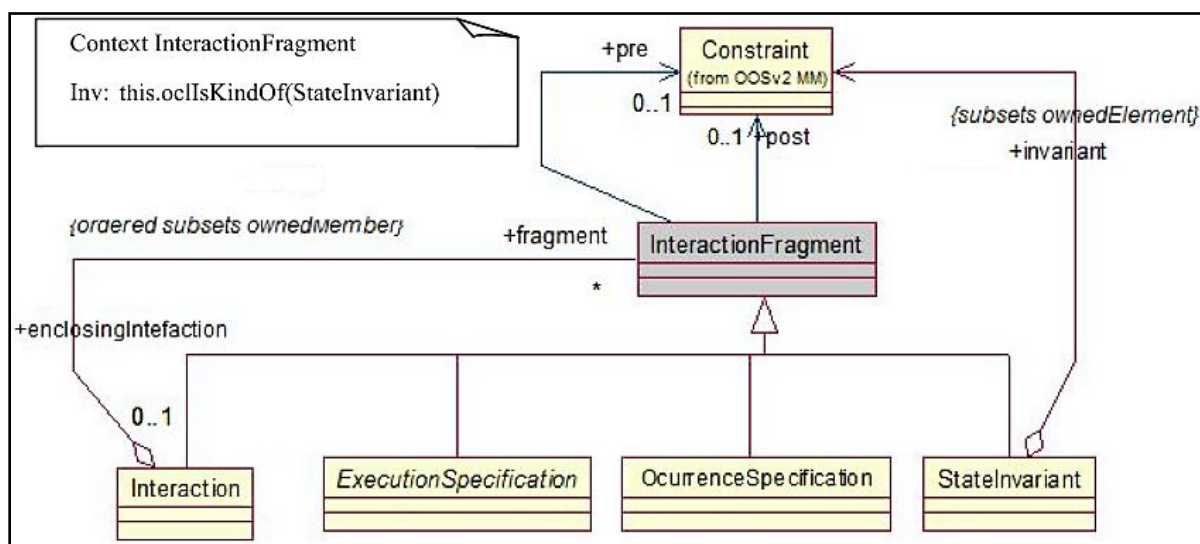 Context InteractionFragment
Inv: this.oclIsKindOf(StateInvariant)
+pre
Constraint
(from OOSv2 MM)
0..1
0..1
+post
{subsets ownedElement}
+invariant
{ordered subsets ownedMember}
+fragment
InteractionFragment
*
+enclosingIntefaction
0..1
Interaction
ExecutionSpecification
OcurrenceSpecification
StateInvariant